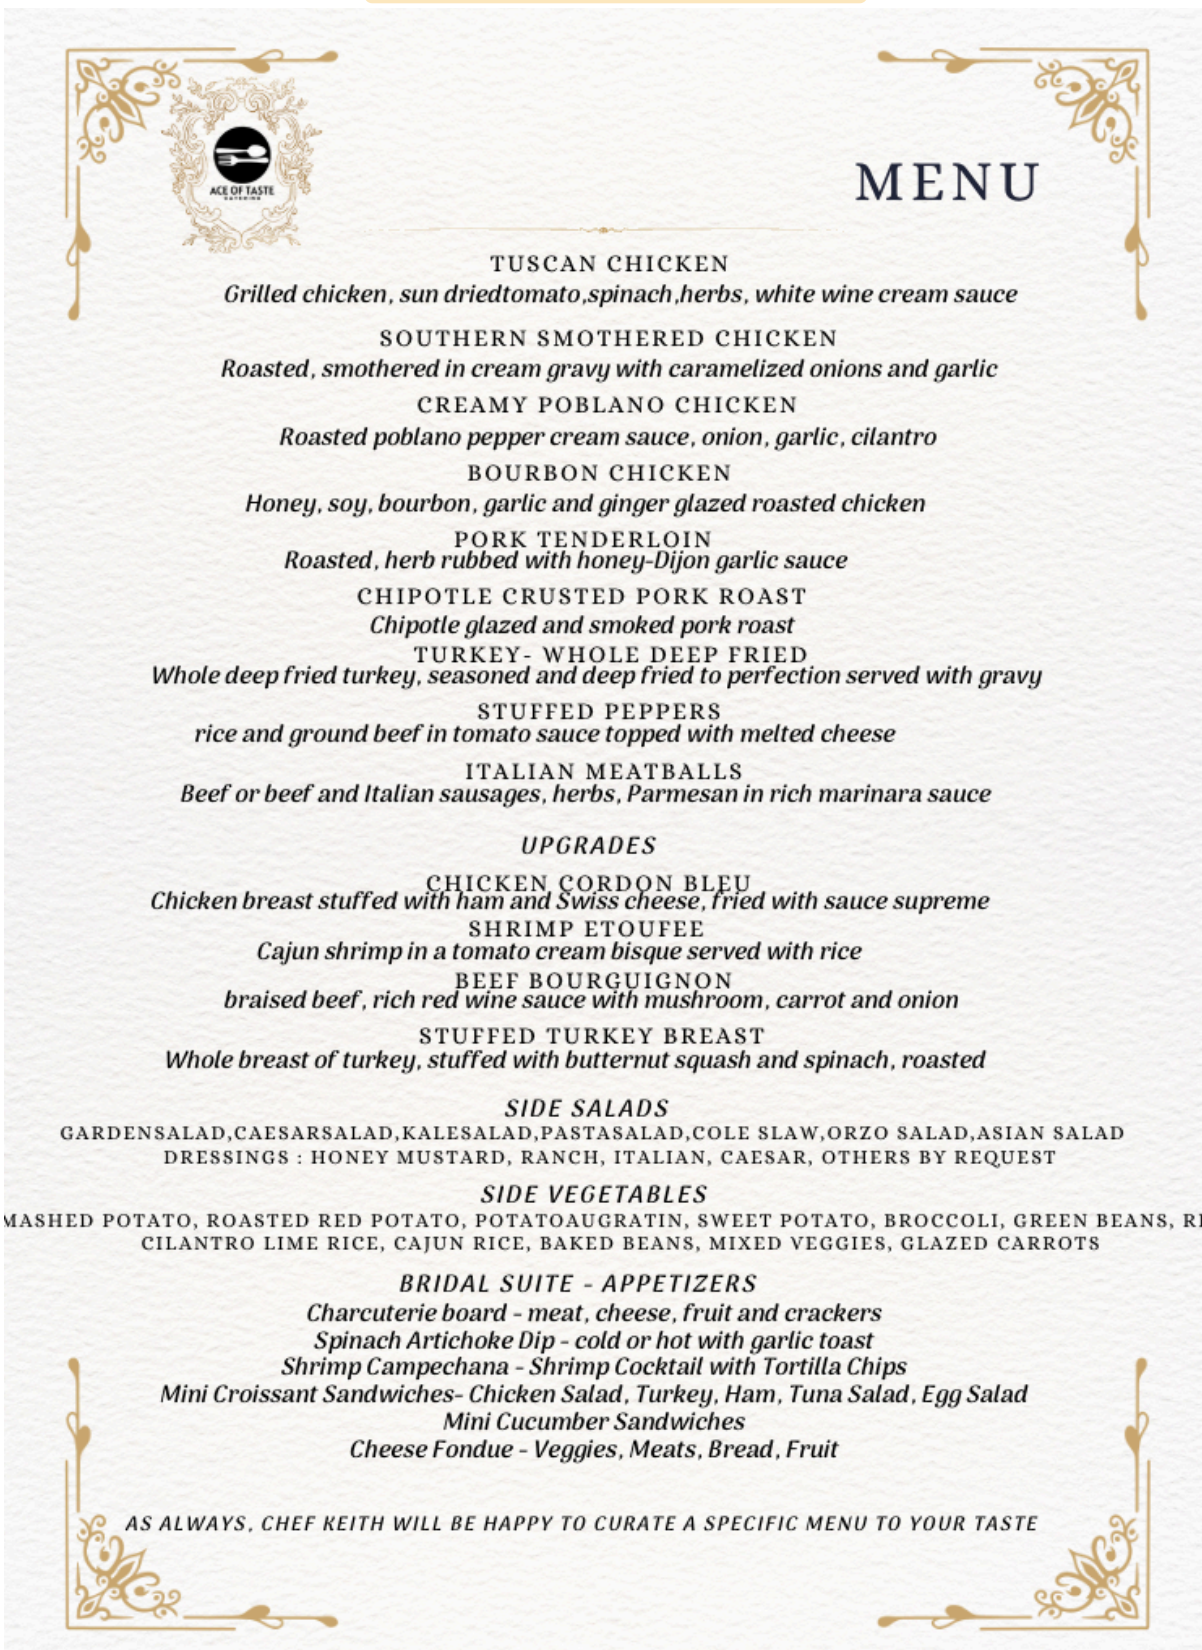 ACE OF TASTE
CATERING
MENU
TUSCAN CHICKEN
Grilled chicken, sun driedtomato,spinach,herbs, white wine cream sauce
SOUTHERN SMOTHERED CHICKEN
Roasted, smothered in cream gravy with caramelized onions and garlic
CREAMY POBLANO CHICKEN
Roasted poblano pepper cream sauce, onion, garlic, cilantro
BOURBON CHICKEN
Honey, soy, bourbon, garlic and ginger glazed roasted chicken
PORK TENDERLOIN
Roasted, herb rubbed with honey-Dijon garlic sauce
CHIPOTLE CRUSTED PORK ROAST
Chipotle glazed and smoked pork roast
TURKEY- WHOLE DEEP FRIED
Whole deep fried turkey, seasoned and deep fried to perfection served with gravy
STUFFED PEPPERS
rice and ground beef in tomato sauce topped with melted cheese
ITALIAN MEATBALLS
Beef or beef and Italian sausages, herbs, Parmesan in rich marinara sauce
UPGRADES
CHICKEN CORDON BLEU
Chicken breast stuffed with ham and Swiss cheese, fried with sauce supreme
SHRIMP ETOUFEE
Cajun shrimp in a tomato cream bisque served with rice
BEEF BOURGUIGNON
braised beef, rich red wine sauce with mushroom, carrot and onion
STUFFED TURKEY BREAST
Whole breast of turkey, stuffed with butternut squash and spinach, roasted
SIDE SALADS
GARDENSALAD,CAESARSALAD,KALESALAD,PASTASALAD,COLE SLAW,ORZO SALAD,ASIAN SALAD
DRESSINGS : HONEY MUSTARD, RANCH, ITALIAN, CAESAR, OTHERS BY REQUEST
SIDE VEGETABLES
MASHED POTATO, ROASTED RED POTATO, POTATOAUGRATIN, SWEET POTATO, BROCCOLI, GREEN BEANS,
CILANTRO LIME RICE, CAJUN RICE, BAKED BEANS, MIXED VEGGIES, GLAZED CARROTS
BRIDAL SUITE - APPETIZERS
Charcuterie board - meat, cheese, fruit and crackers
Spinach Artichoke Dip - cold or hot with garlic toast
Shrimp Campechana - Shrimp Cocktail with Tortilla Chips
Mini Croissant Sandwiches- Chicken Salad, Turkey, Ham, Tuna Salad, Egg Salad
Mini Cucumber Sandwiches
Cheese Fondue - Veggies, Meats, Bread, Fruit
AS ALWAYS, CHEF KEITH WILL BE HAPPY TO CURATE A SPECIFIC MENU TO YOUR TASTE